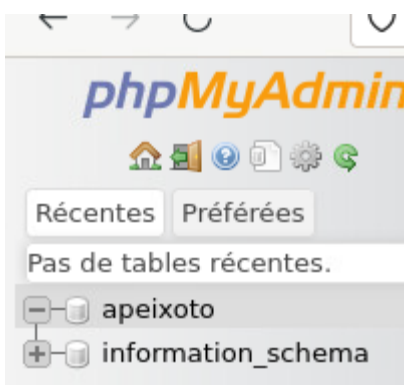 phpMyAdmin
Récentes Préférées
Pas de tables récentes.
apeixoto
information_schema